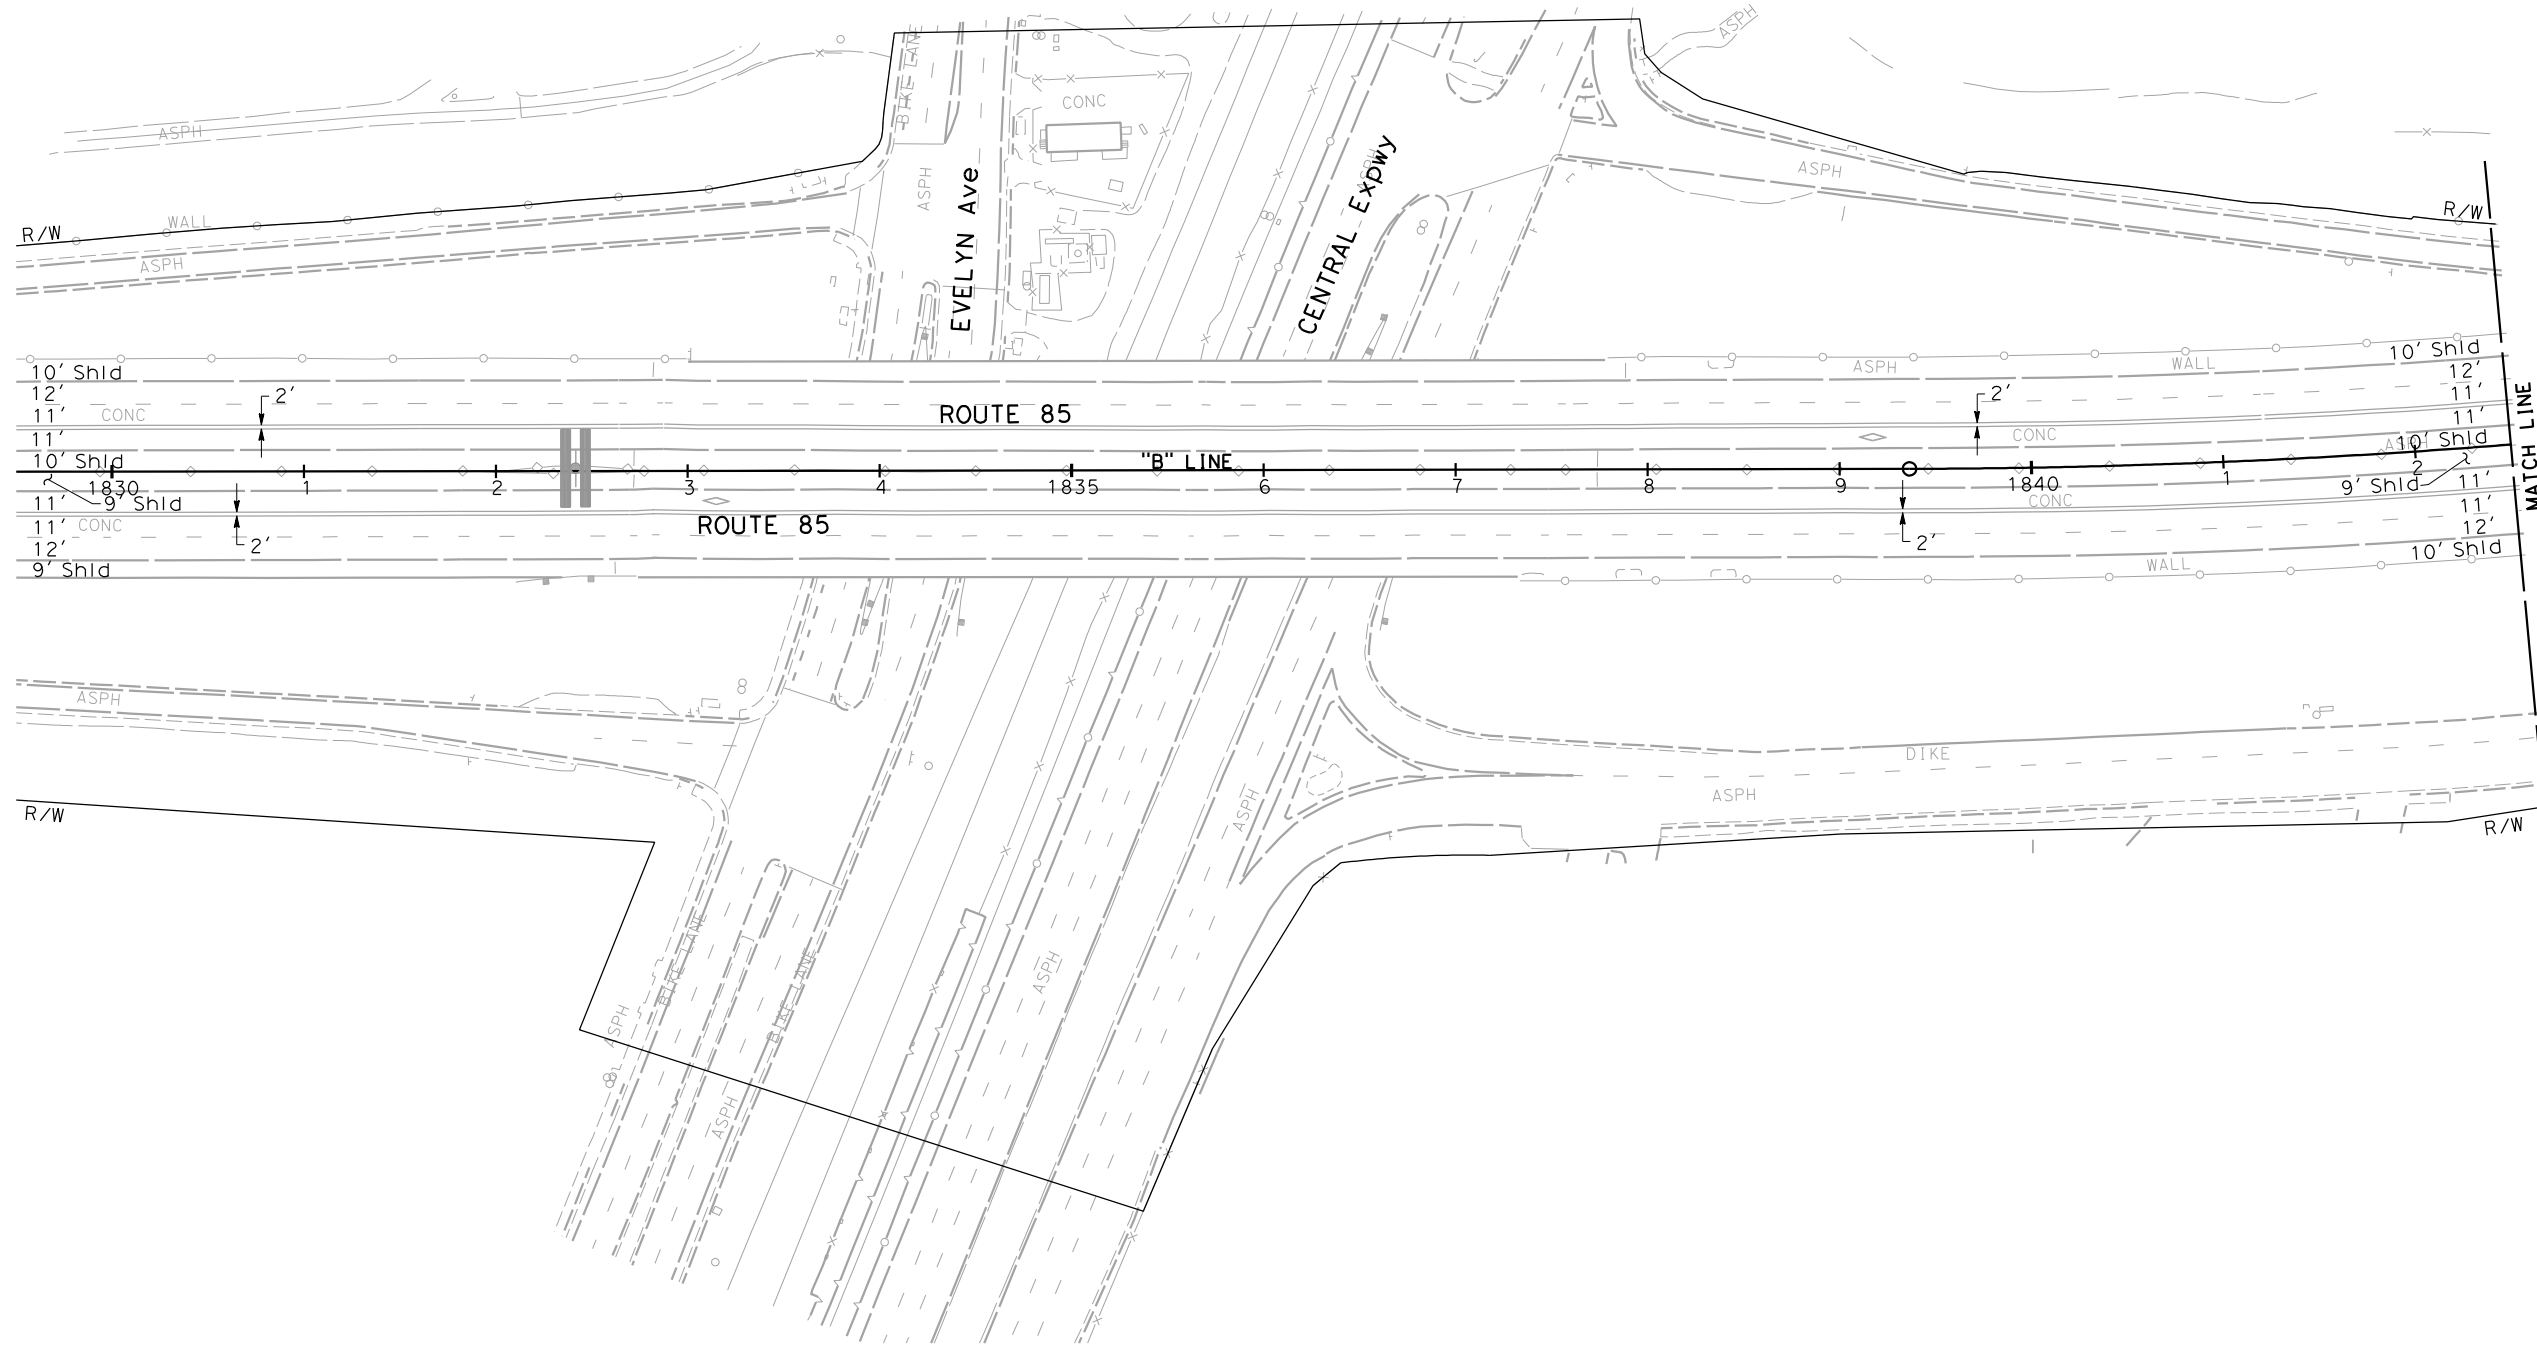 ASPH
BIKE LANE
ASPH
CONC
CENTRAL Expwy
ASPH
ASPH
EVELYN Ave
ASPH
WALL
R/W
R/W
ASPH
10' Shld
12'
11'
CONC
11'
10' Shld
2'
ROUTE 85
"B" LINE
ASPH
WALL
2'
CONC
10' Shld
12'
11'
11'
ASPH
10' Shld
MATCH LINE
1830
1
2
3
4
1835
6
7
8
9
1840
1
2
9' Shld
9' Shld
11'
CONC
11'
12'
9' Shld
2'
ROUTE 85
2'
CONC
11'
11'
12'
10' Shld
WALL
ASPH
DIKE
ASPH
ASPH
R/W
R/W
BIKE LANE
BIKE LANE
ASPH
ASPH
ASPH